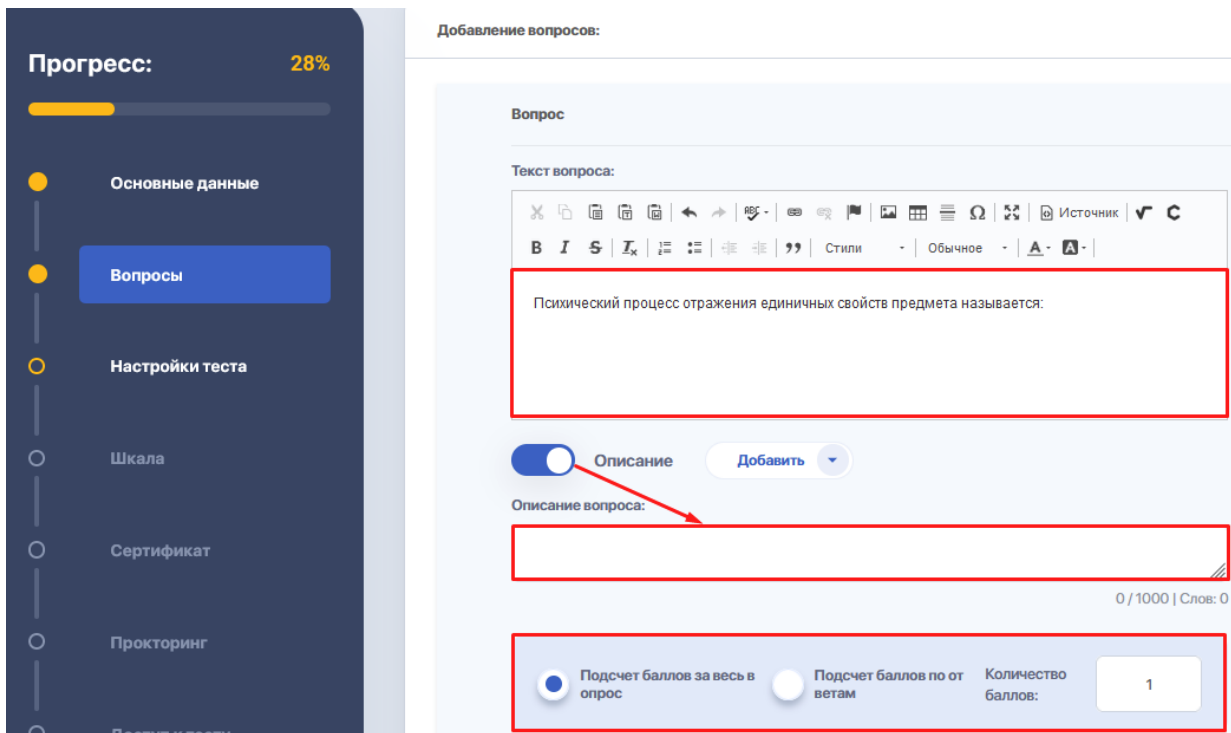 Прогресс: 28%
Основные данные
Вопросы
Настройки теста
Шкала
Сертификат
Прокторинг
Добавление вопросов:
Вопрос
Текст вопроса:
ABC
Источник
B I S Ix Стили Обычное A A
Психический процесс отражения единичных свойств предмета называется:
Описание Добавить
Описание вопроса:
0 / 1000 | Слов: 0
Подсчет баллов за весь в
опрос
Подсчет баллов по от
ветам
Количество
баллов:
1